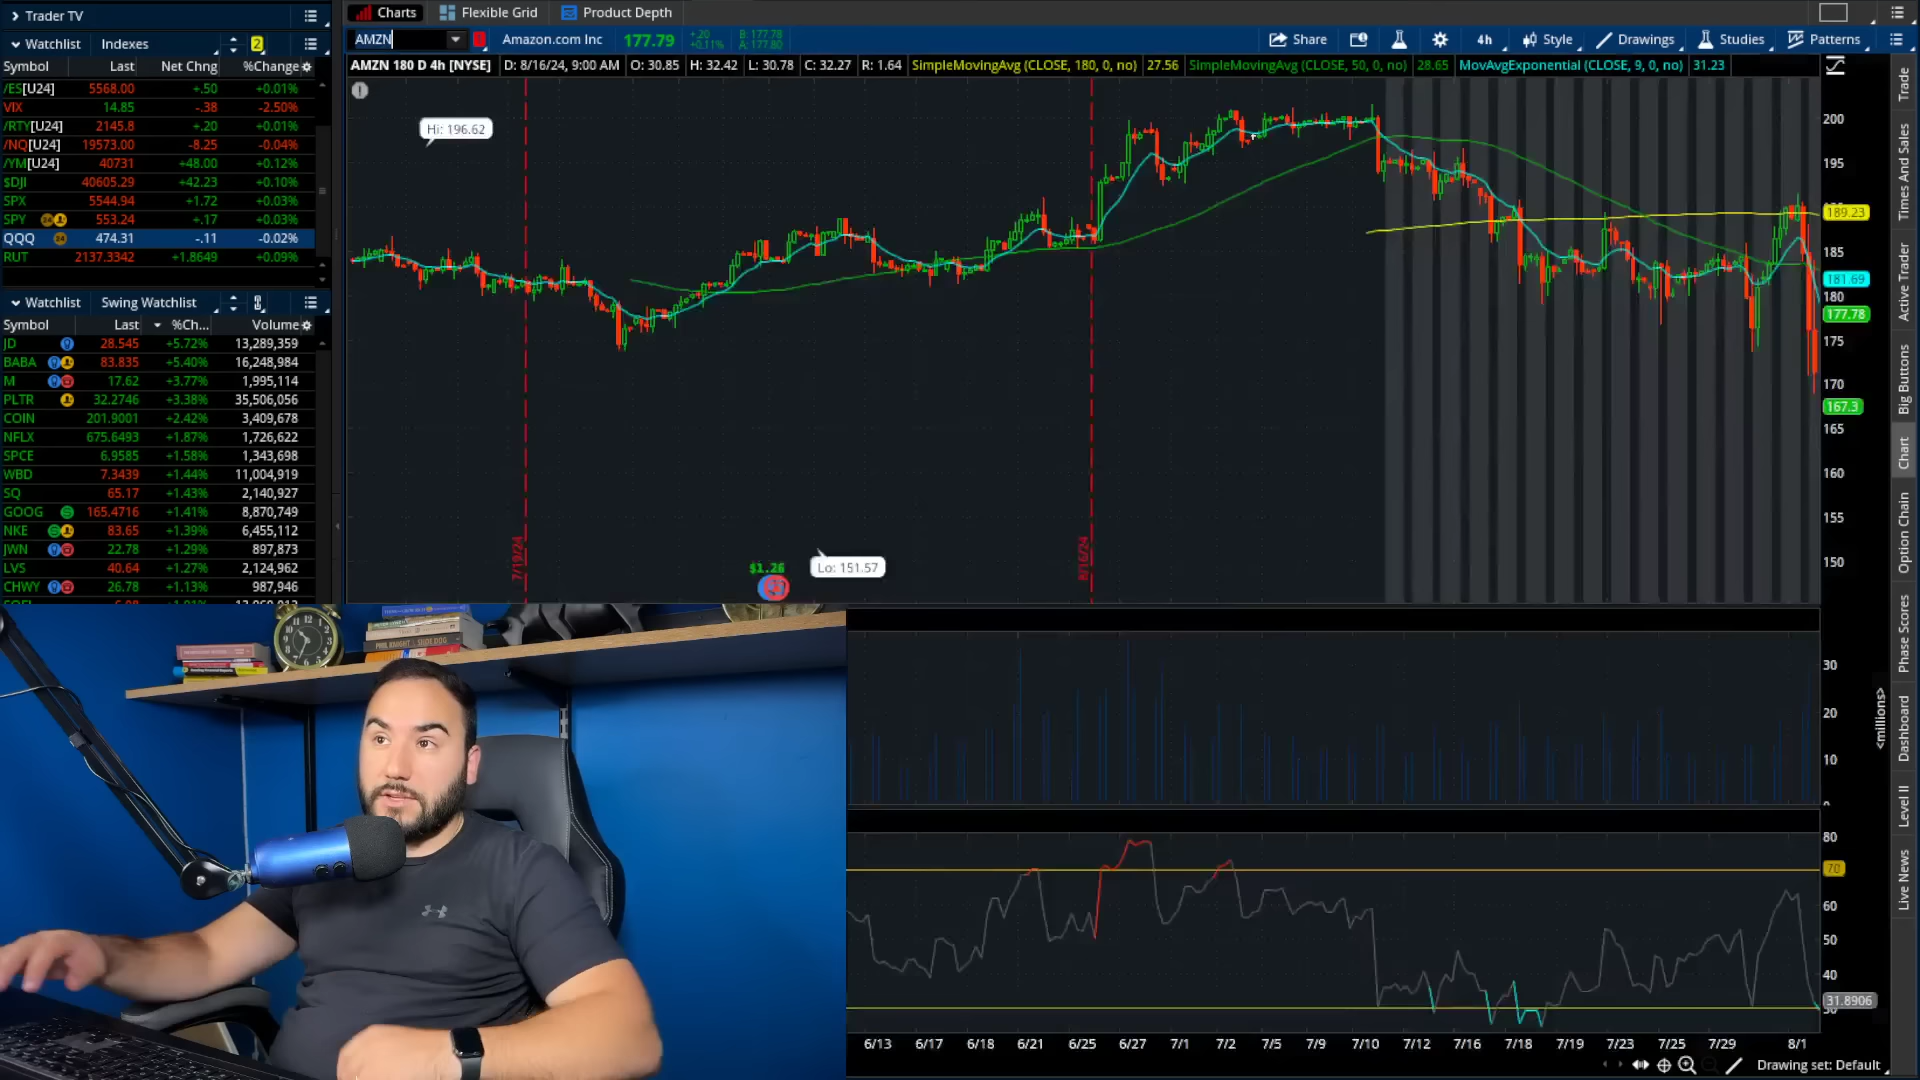 Trader TV
Charts
Flexible Grid
Product Depth
Watchlist
Indexes
2
AMZN
Amazon.com Inc
177.79
+.20
+0.11%
B: 177.78
A: 177.80
Share
4h
Style
Drawings
Studies
Patterns
Symbol Last Net Chng %Change
AMZN 180 D 4h [NYSE] D: 8/16/24, 9:00 AM O: 30.85 H: 32.42 L: 30.78 C: 32.27 R: 1.64 SimpleMovingAvg (CLOSE, 180, 0, no) 27.56 SimpleMovingAvg (CLOSE, 50, 0, no) 28.65 MovAvgExponential (CLOSE, 9, 0, no) 31.23
/ES[U24] 5568.00 +.50 +0.01%
VIX 14.85 -.38 -2.50%
/RTY[U24] 2145.8 +.20 +0.01%
/NQ[U24] 19573.00 -8.25 -0.04%
/YM[U24] 40731 +48.00 +0.12%
$DJI 40605.29 +42.23 +0.10%
SPX 5544.94 +1.72 +0.03%
SPY 553.24 +.17 +0.03%
QQQ 474.31 -.11 -0.02%
RUT 2137.3342 +1.8649 +0.09%
Watchlist
Swing Watchlist
Symbol Last %Ch... Volume
JD 28.545 +5.72% 13,289,359
BABA 83.835 +5.40% 16,248,984
M 17.62 +3.77% 1,995,114
PLTR 32.2746 +3.38% 35,506,056
COIN 201.9001 +2.42% 3,409,678
NFLX 675.6493 +1.87% 1,726,622
SPCE 6.9585 +1.58% 1,343,698
WBD 7.3439 +1.44% 11,004,919
SQ 65.17 +1.43% 2,140,927
GOOG 165.4716 +1.41% 8,870,749
NKE 83.65 +1.39% 6,455,112
JWN 22.78 +1.29% 897,873
LVS 40.64 +1.27% 2,124,962
CHWY 26.78 +1.13% 987,946
Hi: 196.62
7/19/24
8/16/24
$1.26
Lo: 151.57
200
195
189.23
185
181.69
180
177.78
175
170
167.3
165
160
155
150
30
20
10
<millions>
80
70
60
50
40
31.8906
6/13 6/17 6/18 6/21 6/25 6/27 7/1 7/2 7/5 7/9 7/10 7/12 7/16 7/18 7/19 7/23 7/25 7/29 8/1
Drawing set: Default
Trade
Times And Sales
Active Trader
Big Buttons
Chart
Option Chain
Phase Scores
Dashboard
Level II
Live News
PHIL KNIGHT SHOE DOG